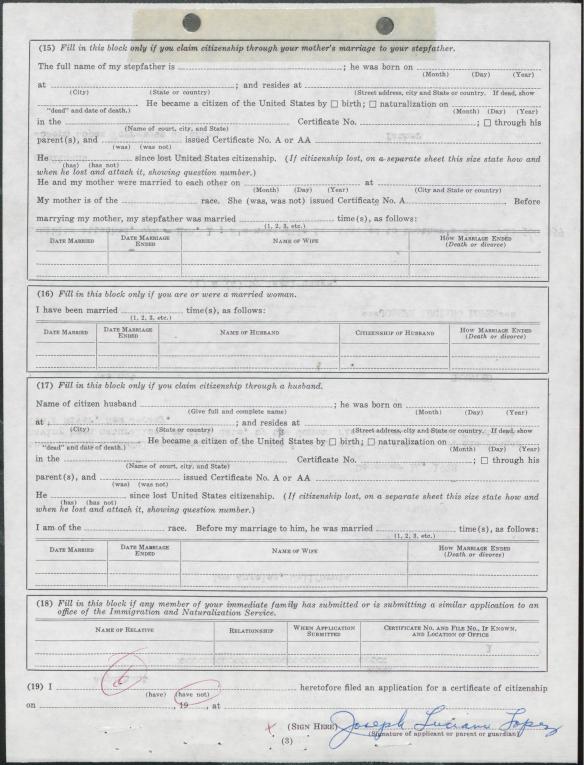 (15) Fill in this block only if you claim citizenship through your mother's marriage to your stepfather.
The full name of my stepfather is ; he was born on
(Month) (Day) (Year)
at ; and resides at
(City) (State or country) (Street address, city and State or country. If dead, show
"dead" and date of death.) He became a citizen of the United States by ☐ birth; ☐ naturalization on
(Month) (Day) (Year)
in the Certificate No. ; ☐ through his
(Name of court, city, and State)
parent(s), and issued Certificate No. A or AA
(was) (was not)
He since lost United States citizenship. (If citizenship lost, on a separate sheet this size state how and
(has) (has not)
when he lost and attach it, showing question number.)
He and my mother were married to each other on at
(Month) (Day) (Year) (City and State or country)
My mother is of the race. She (was, was not) issued Certificate No. A Before
marrying my mother, my stepfather was married time(s), as follows:
(1, 2, 3, etc.)
DATE MARRIED DATE MARRIAGE ENDED NAME OF WIFE HOW MARRIAGE ENDED (Death or divorce)
(16) Fill in this block only if you are or were a married woman.
I have been married time(s), as follows:
(1, 2, 3, etc.)
DATE MARRIED DATE MARRIAGE ENDED NAME OF HUSBAND CITIZENSHIP OF HUSBAND HOW MARRIAGE ENDED (Death or divorce)
(17) Fill in this block only if you claim citizenship through a husband.
Name of citizen husband ; he was born on
(Give full and complete name) (Month) (Day) (Year)
at ; and resides at
(City) (State or country) (Street address, city and State or country. If dead, show
"dead" and date of death.) He became a citizen of the United States by ☐ birth; ☐ naturalization on
(Month) (Day) (Year)
in the Certificate No. ; ☐ through his
(Name of court, city, and State)
parent(s), and issued Certificate No. A or AA
(was) (was not)
He since lost United States citizenship. (If citizenship lost, on a separate sheet this size state how and
(has) (has not)
when he lost and attach it, showing question number.)
I am of the race. Before my marriage to him, he was married time(s), as follows:
(1, 2, 3, etc.)
DATE MARRIED DATE MARRIAGE ENDED NAME OF WIFE HOW MARRIAGE ENDED (Death or divorce)
(18) Fill in this block if any member of your immediate family has submitted or is submitting a similar application to an
office of the Immigration and Naturalization Service.
NAME OF RELATIVE RELATIONSHIP WHEN APPLICATION SUBMITTED CERTIFICATE NO. AND FILE NO., IF KNOWN, AND LOCATION OF OFFICE
(19) I heretofore filed an application for a certificate of citizenship
(have) (have not)
on , 19 , at
x (SIGN HERE) Joseph Luciano Lopez
(Signature of applicant or parent or guardian)
(3)